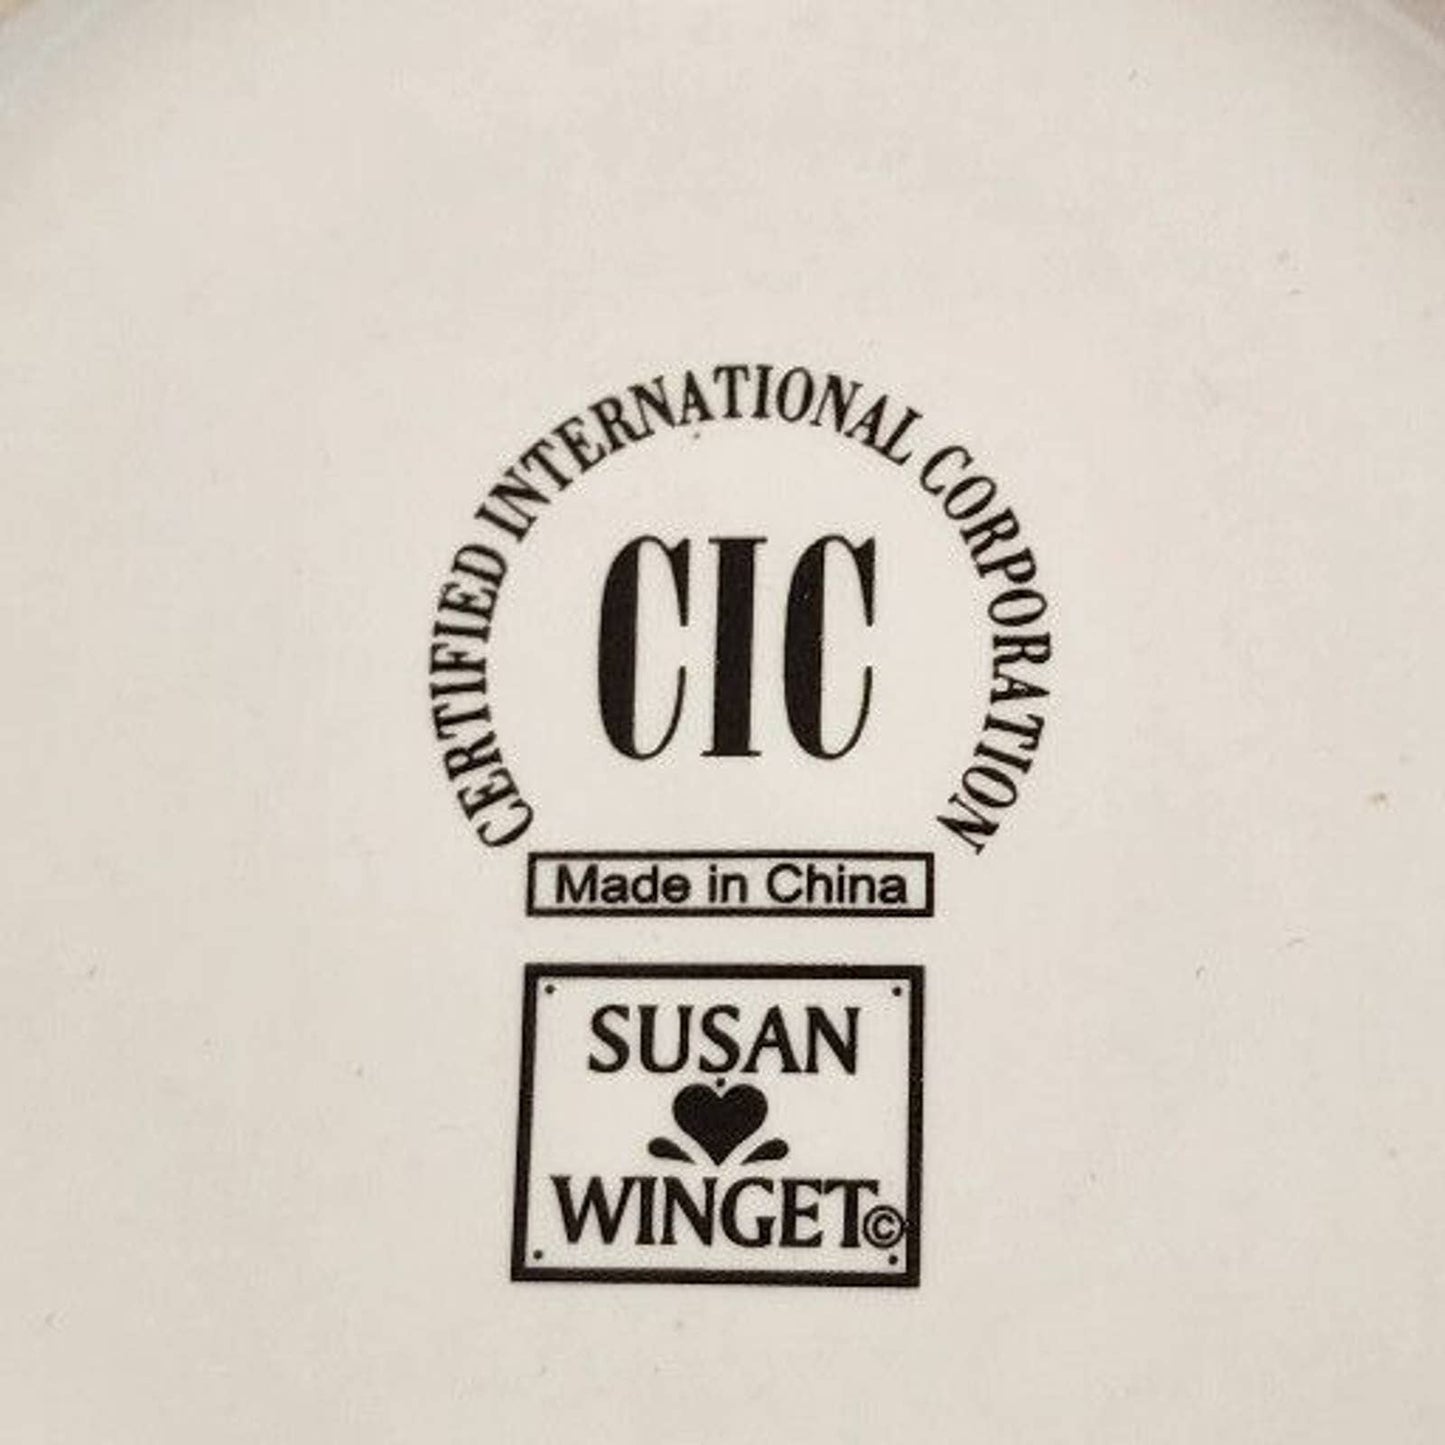 CERTIFIED INTERNATIONAL CORPORATION
CIC
Made in China
SUSAN
WINGET©